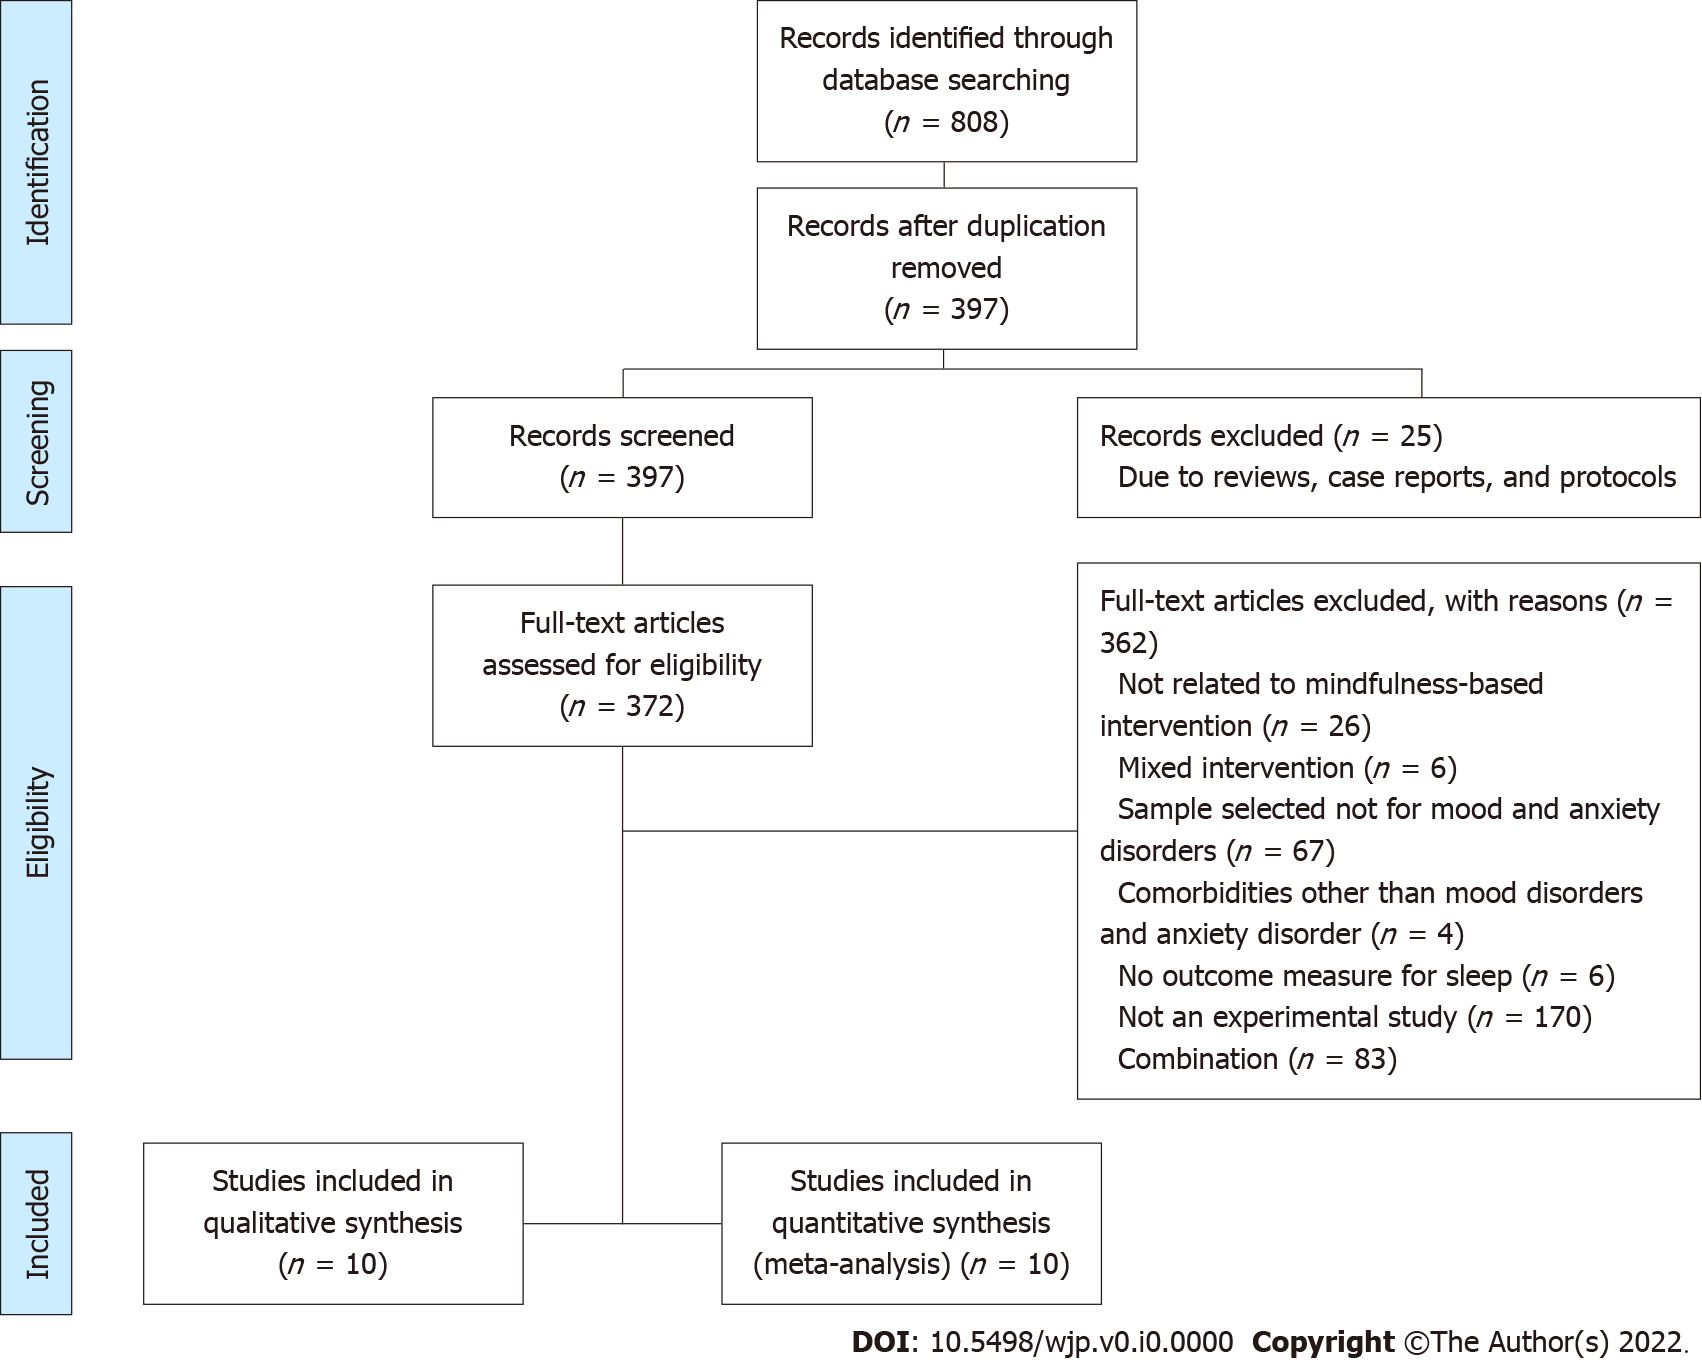 Identification
Records identified through
database searching
(n = 808)
Records after duplication
removed
(n = 397)
Screening
Records screened
(n = 397)
Records excluded (n = 25)
Due to reviews, case reports, and protocols
Eligibility
Full-text articles
assessed for eligibility
(n = 372)
Full-text articles excluded, with reasons (n =
362)
Not related to mindfulness-based
intervention (n = 26)
Mixed intervention (n = 6)
Sample selected not for mood and anxiety
disorders (n = 67)
Comorbidities other than mood disorders
and anxiety disorder (n = 4)
No outcome measure for sleep (n = 6)
Not an experimental study (n = 170)
Combination (n = 83)
Included
Studies included in
qualitative synthesis
(n = 10)
Studies included in
quantitative synthesis
(meta-analysis) (n = 10)
DOI: 10.5498/wjp.v0.i0.0000 Copyright ©The Author(s) 2022.